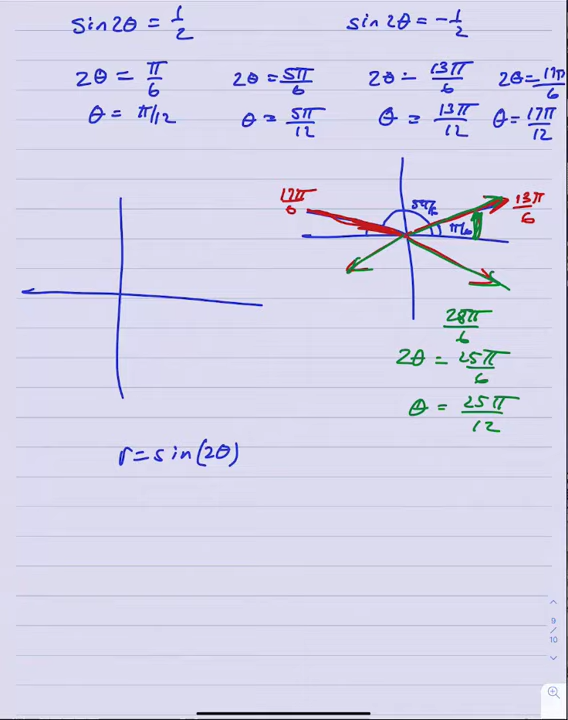 sin2θ = 1/2 sin2θ = -1/2
2θ = π/6 2θ = 5π/6 2θ = 13π/6 2θ = 17π/6
θ = π/12 θ = 5π/12 θ = 13π/12 θ = 17π/12
17π/6 5π/6 π/6 13π/6
28π/6
2θ = 25π/6
θ = 25π/12
r = sin(2θ)
9
/
10